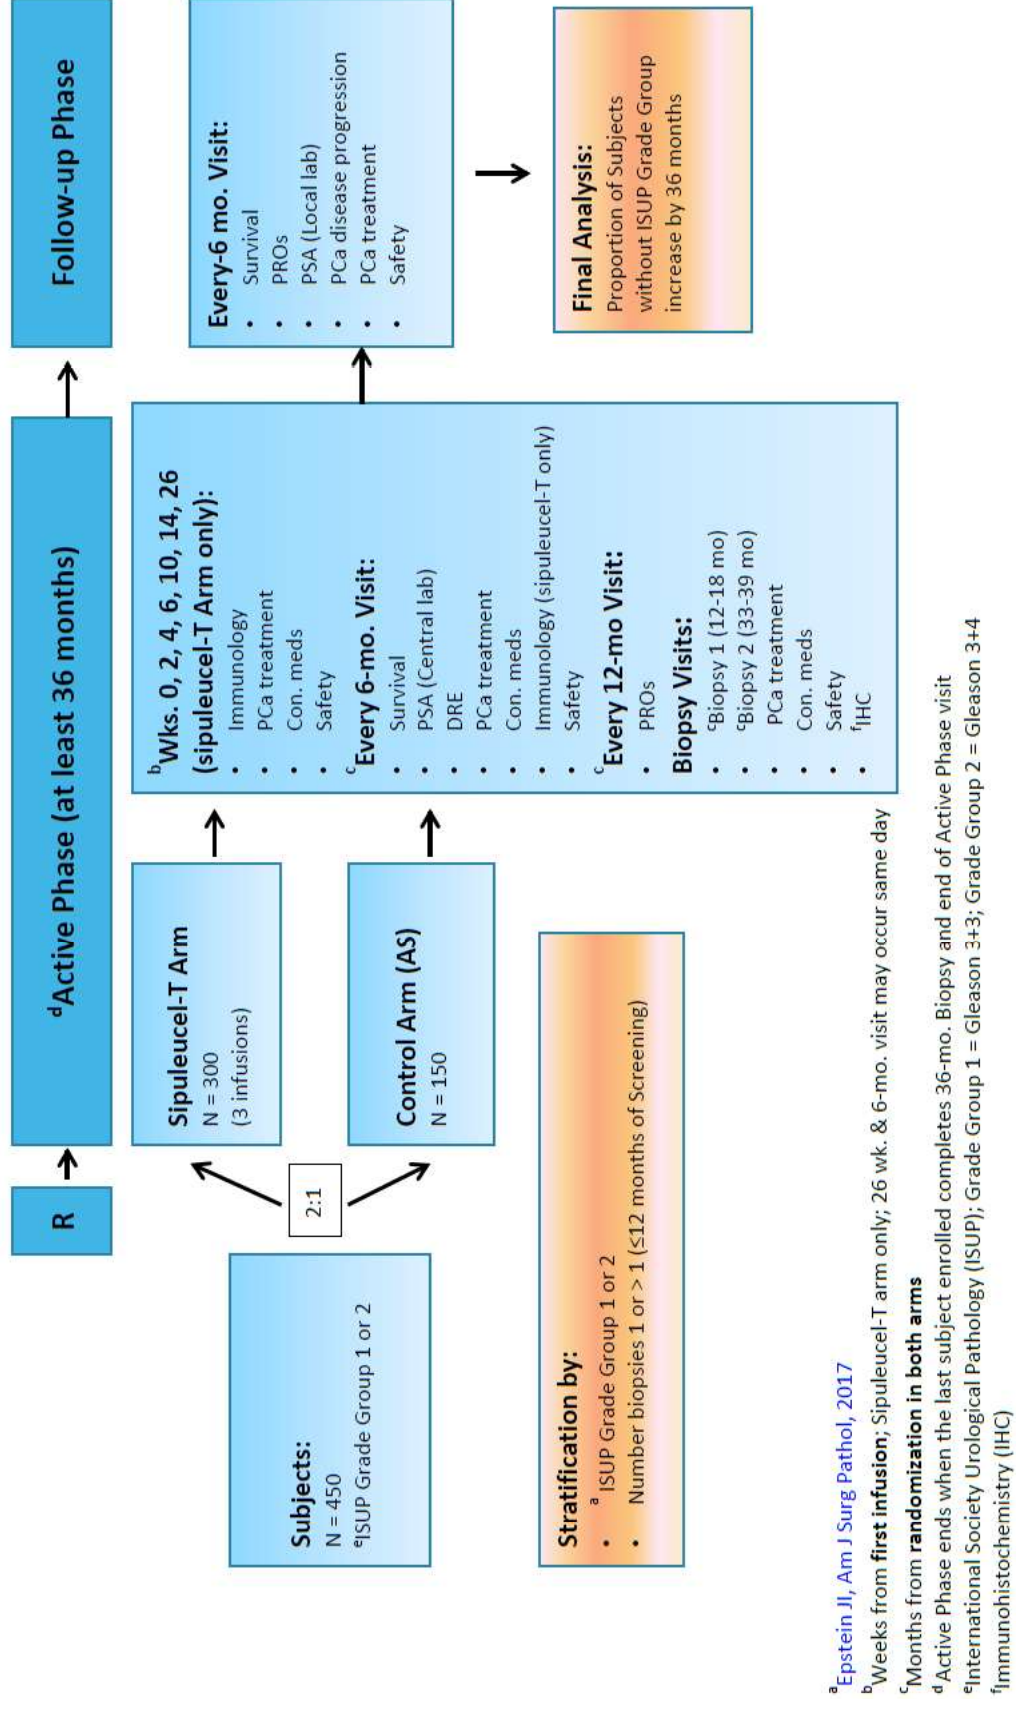 R
ᵈActive Phase (at least 36 months)
Follow-up Phase
Subjects:
N = 450
ᵉISUP Grade Group 1 or 2
2:1
Sipuleucel-T Arm
N = 300
(3 infusions)
Control Arm (AS)
N = 150
Stratification by:
• ᵃ ISUP Grade Group 1 or 2
• Number biopsies 1 or > 1 (≤12 months of Screening)
ᵇWks. 0, 2, 4, 6, 10, 14, 26
(sipuleucel-T Arm only):
• Immunology
• PCa treatment
• Con. meds
• Safety
ᶜEvery 6-mo. Visit:
• Survival
• PSA (Central lab)
• DRE
• PCa treatment
• Con. meds
• Immunology (sipuleucel-T only)
• Safety
ᶜEvery 12-mo Visit:
• PROs
Biopsy Visits:
• ᶜBiopsy 1 (12-18 mo)
• ᶜBiopsy 2 (33-39 mo)
• PCa treatment
• Con. meds
• Safety
• ᶠIHC
Every-6 mo. Visit:
• Survival
• PROs
• PSA (Local lab)
• PCa disease progression
• PCa treatment
• Safety
Final Analysis:
Proportion of Subjects
without ISUP Grade Group
increase by 36 months
ᵃEpstein JI, Am J Surg Pathol, 2017
ᵇWeeks from first infusion; Sipuleucel-T arm only; 26 wk. & 6-mo. visit may occur same day
ᶜMonths from randomization in both arms
ᵈ Active Phase ends when the last subject enrolled completes 36-mo. Biopsy and end of Active Phase visit
ᵉInternational Society Urological Pathology (ISUP); Grade Group 1 = Gleason 3+3; Grade Group 2 = Gleason 3+4
ᶠImmunohistochemistry (IHC)